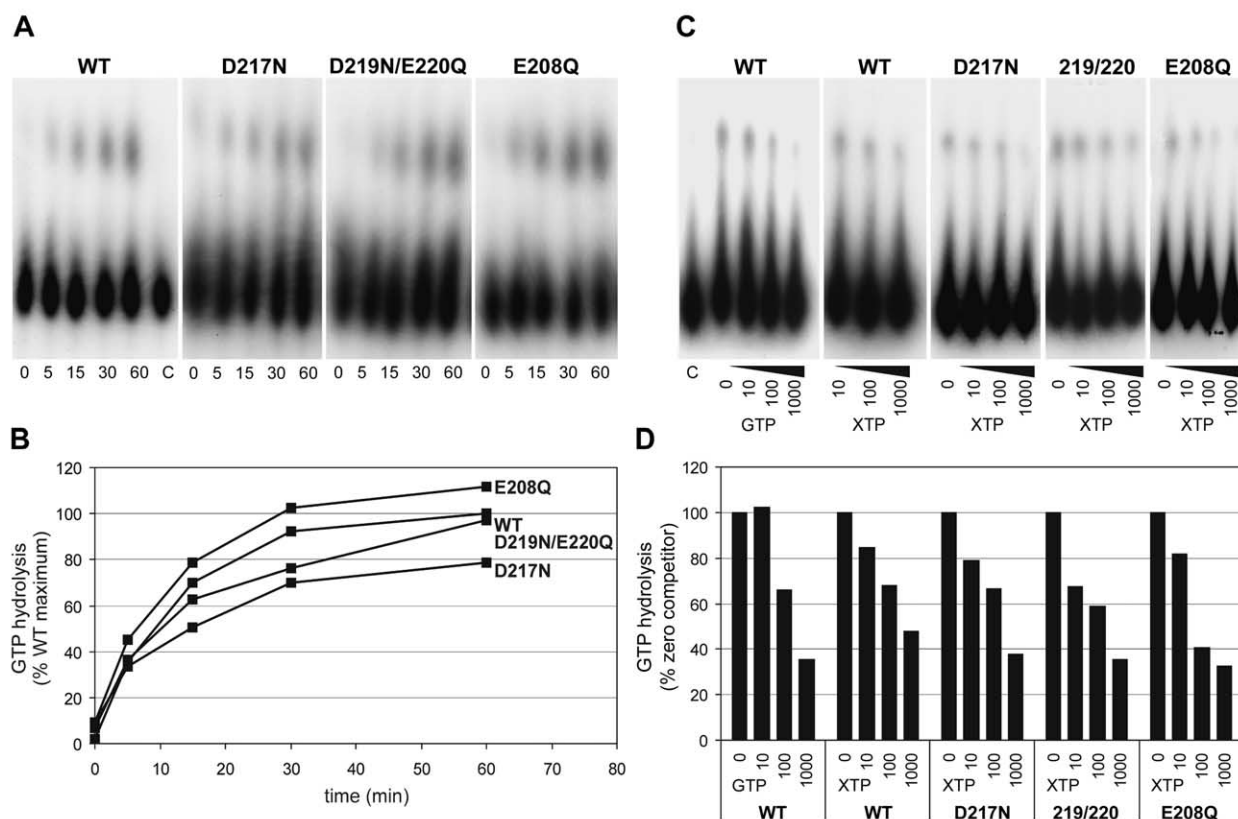 A
WT D217N D219N/E220Q E208Q
0 5 15 30 60 C 0 5 15 30 60 0 5 15 30 60 0 5 15 30 60
B
GTP hydrolysis
(% WT maximum)
120
100
80
60
40
20
0
0 10 20 30 40 50 60 70 80
time (min)
E208Q
WT
D219N/E220Q
D217N
C
WT WT D217N 219/220 E208Q
C 0 10 100 1000 10 100 1000 0 10 100 1000 0 10 100 1000 0 10 100 1000
GTP XTP XTP XTP XTP
D
GTP hydrolysis
(% zero competitor)
120
100
80
60
40
20
0
0 10 100 1000 0 10 100 1000 0 10 100 1000 0 10 100 1000 0 10 100 1000
GTP XTP XTP XTP XTP
WT WT D217N 219/220 E208Q